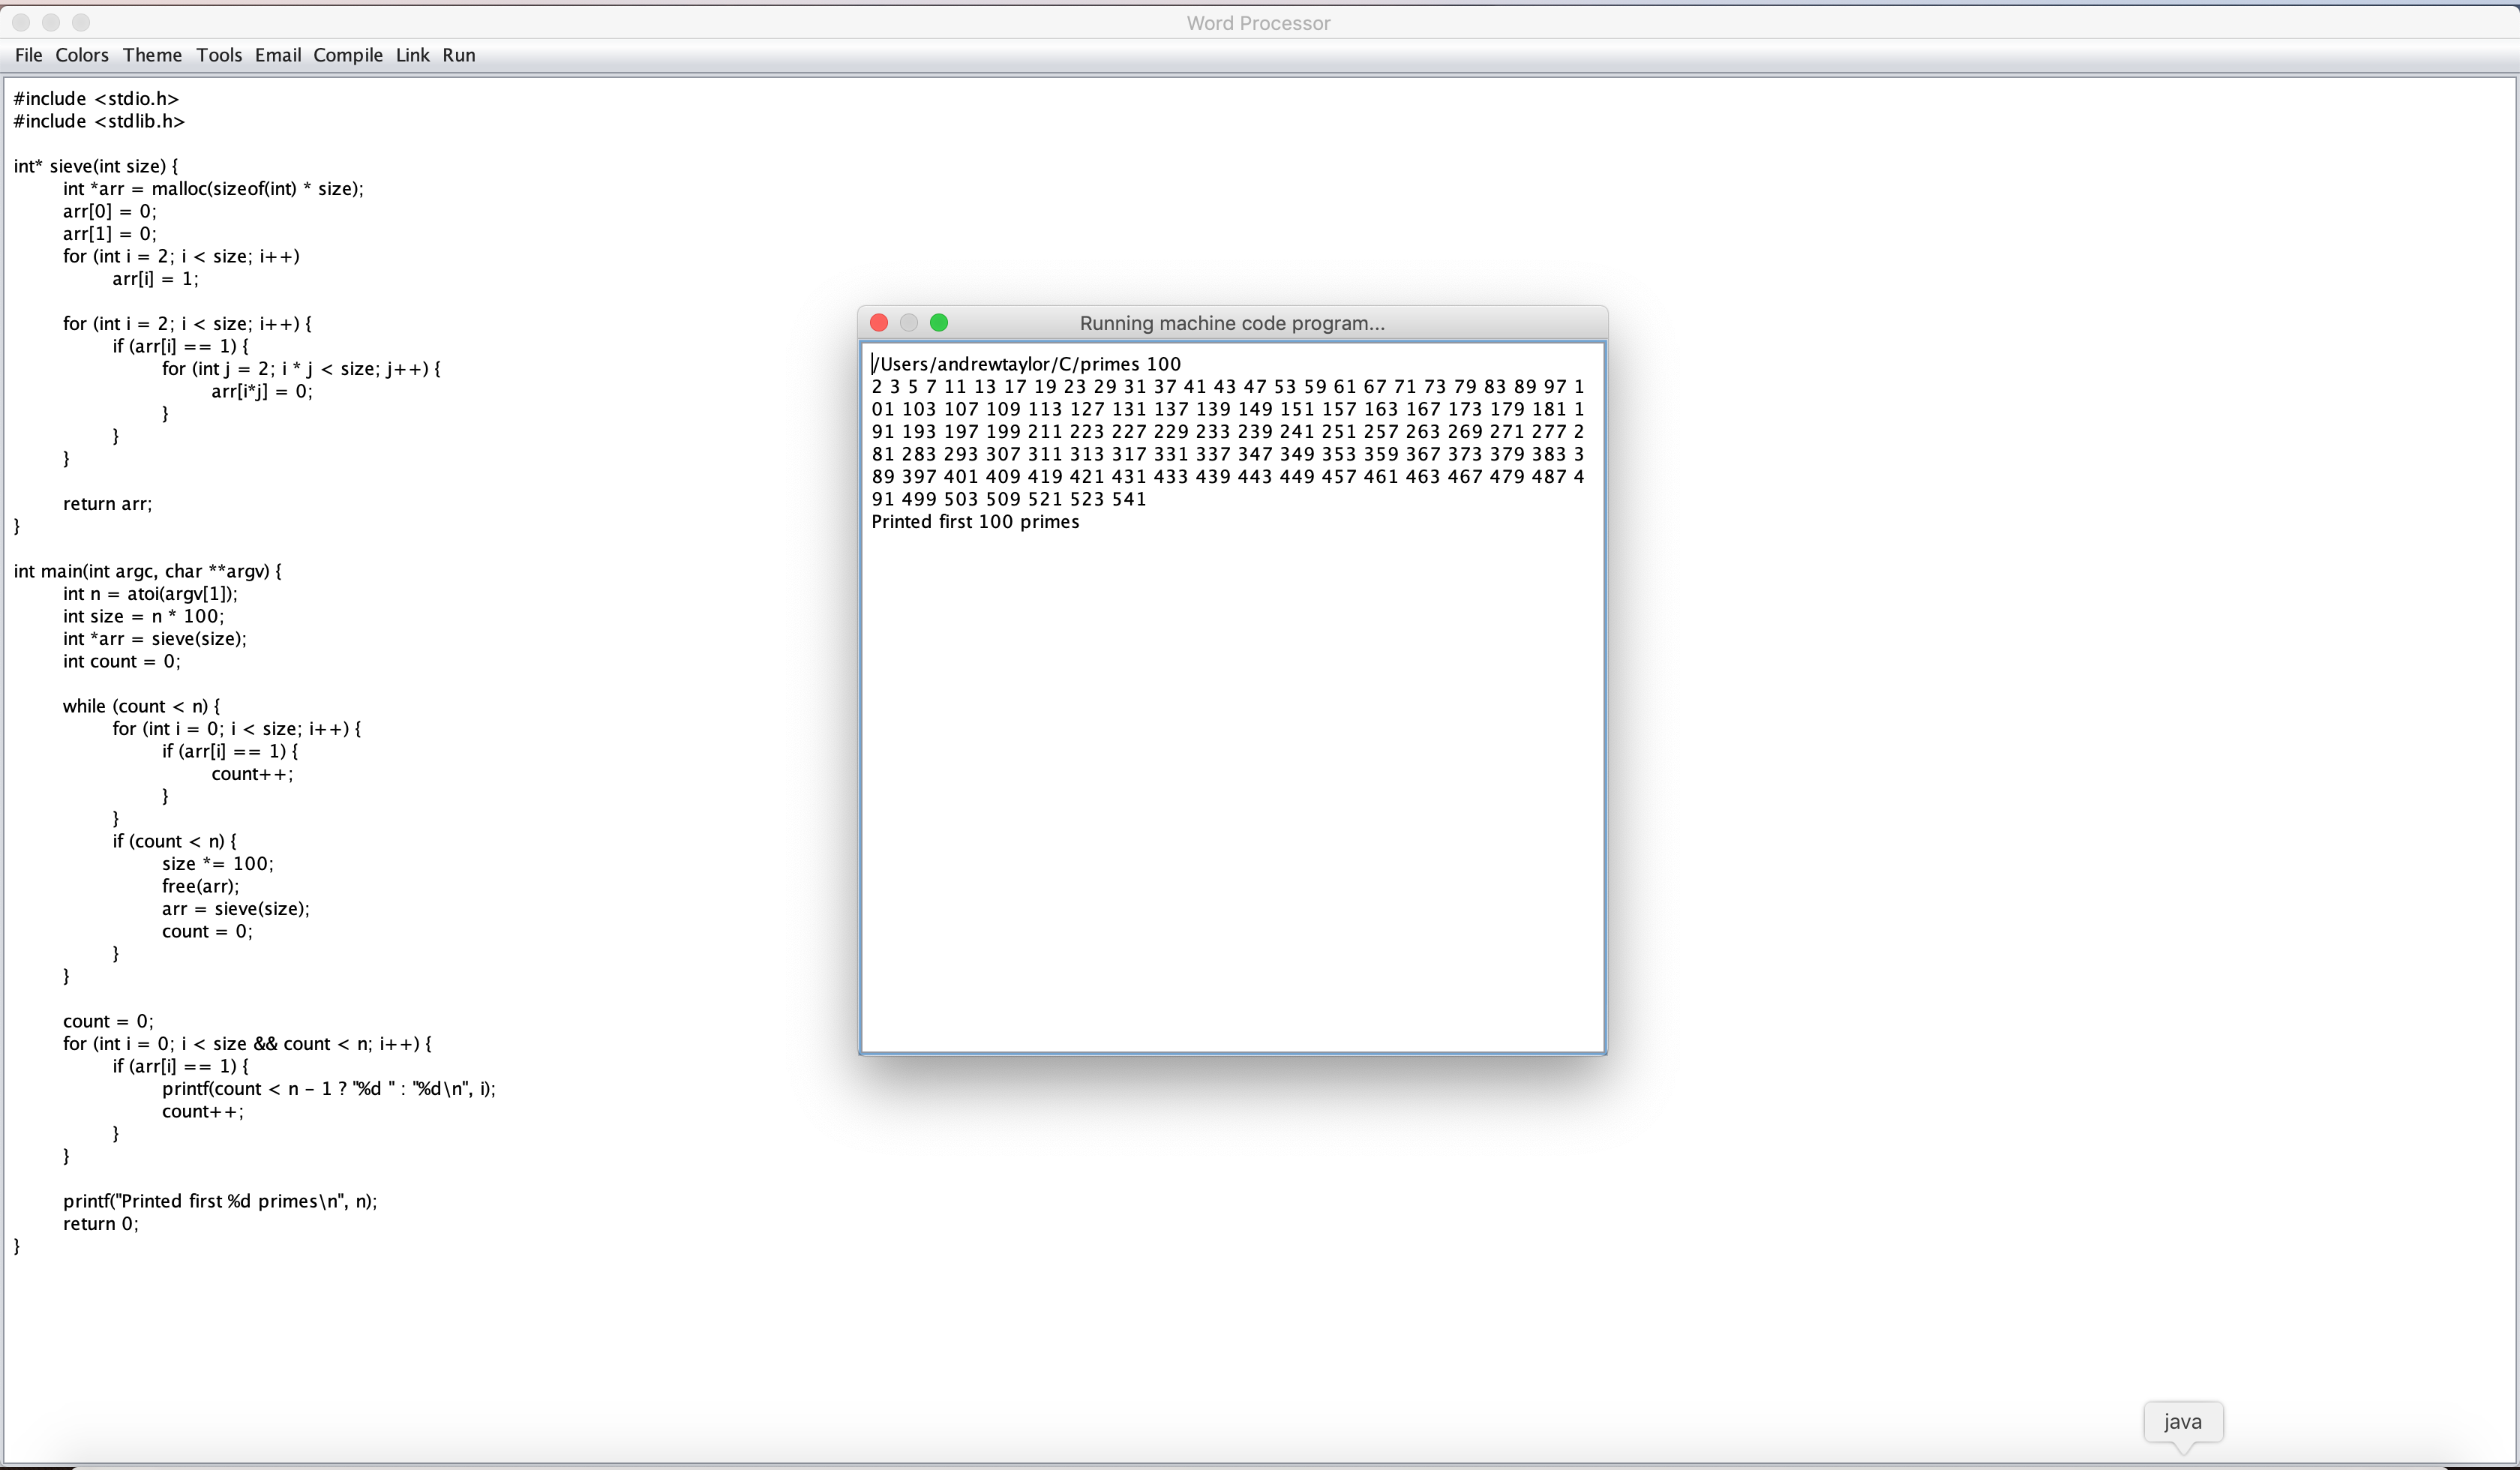 Word Processor
File Colors Theme Tools Email Compile Link Run
#include <stdio.h>
#include <stdlib.h>
int* sieve(int size) {
int *arr = malloc(sizeof(int) * size);
arr[0] = 0;
arr[1] = 0;
for (int i = 2; i < size; i++)
arr[i] = 1;
for (int i = 2; i < size; i++) {
if (arr[i] == 1) {
for (int j = 2; i * j < size; j++) {
arr[i*j] = 0;
}
}
}
return arr;
}
int main(int argc, char **argv) {
int n = atoi(argv[1]);
int size = n * 100;
int *arr = sieve(size);
int count = 0;
while (count < n) {
for (int i = 0; i < size; i++) {
if (arr[i] == 1) {
count++;
}
}
if (count < n) {
size *= 100;
free(arr);
arr = sieve(size);
count = 0;
}
}
count = 0;
for (int i = 0; i < size && count < n; i++) {
if (arr[i] == 1) {
printf(count < n - 1 ? "%d " : "%d\n", i);
count++;
}
}
printf("Printed first %d primes\n", n);
return 0;
}
Running machine code program...
/Users/andrewtaylor/C/primes 100
2 3 5 7 11 13 17 19 23 29 31 37 41 43 47 53 59 61 67 71 73 79 83 89 97 1
01 103 107 109 113 127 131 137 139 149 151 157 163 167 173 179 181 1
91 193 197 199 211 223 227 229 233 239 241 251 257 263 269 271 277 2
81 283 293 307 311 313 317 331 337 347 349 353 359 367 373 379 383 3
89 397 401 409 419 421 431 433 439 443 449 457 461 463 467 479 487 4
91 499 503 509 521 523 541
Printed first 100 primes
java